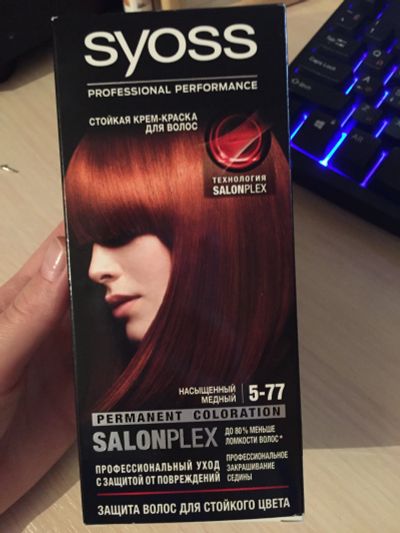 SYOSS
PROFESSIONAL PERFORMANCE
СТОЙКАЯ КРЕМ-КРАСКА
ДЛЯ ВОЛОС
ТЕХНОЛОГИЯ
SALONPLEX
НАСЫЩЕННЫЙ
МЕДНЫЙ
5-77
PERMANENT COLORATION
SALONPLEX
ДО 80% МЕНЬШЕ
ЛОМКОСТИ ВОЛОС*
ПРОФЕССИОНАЛЬНЫЙ УХОД
С ЗАЩИТОЙ ОТ ПОВРЕЖДЕНИЙ
ПРОФЕССИОНАЛЬНОЕ
ЗАКРАШИВАНИЕ
СЕДИНЫ
ЗАЩИТА ВОЛОС ДЛЯ СТОЙКОГО ЦВЕТА